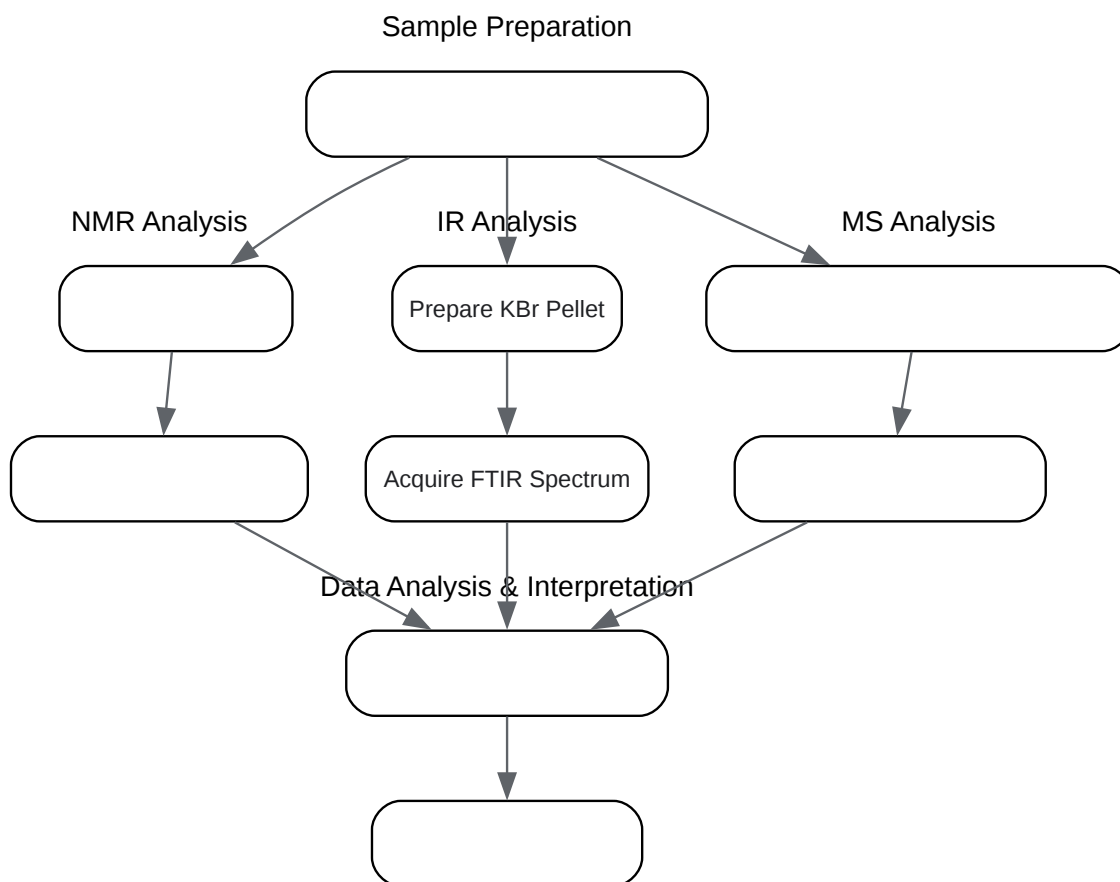 Sample Preparation
NMR Analysis
IR Analysis
MS Analysis
Prepare KBr Pellet
Acquire FTIR Spectrum
Data Analysis & Interpretation